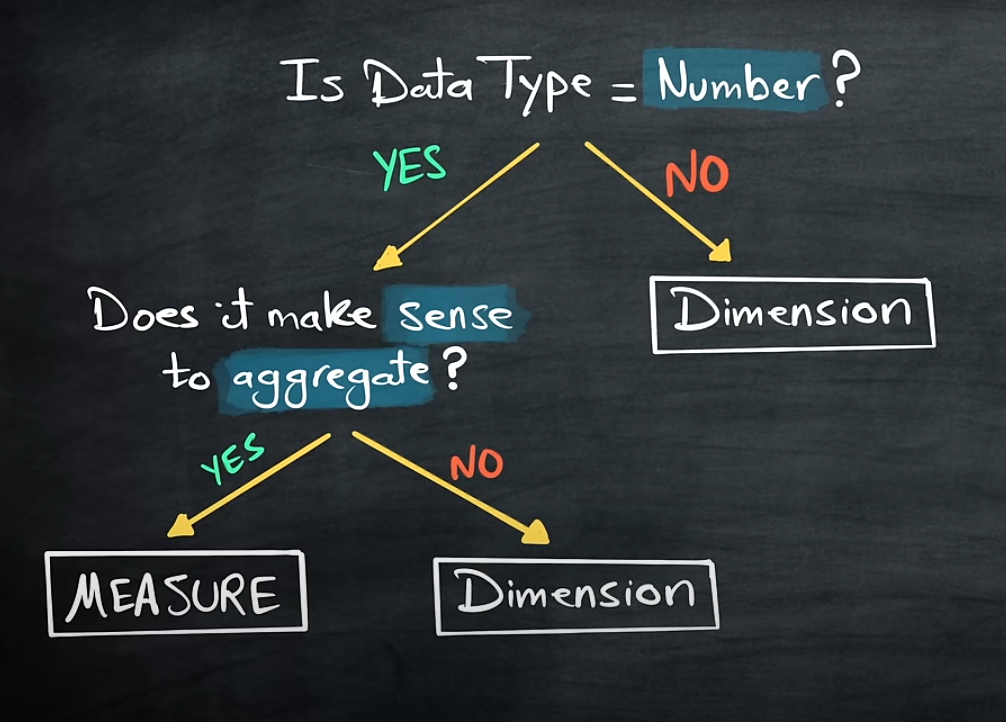 Is Data Type = Number?
YES
NO
Does it make sense
to aggregate?
Dimension
YES
NO
MEASURE
Dimension